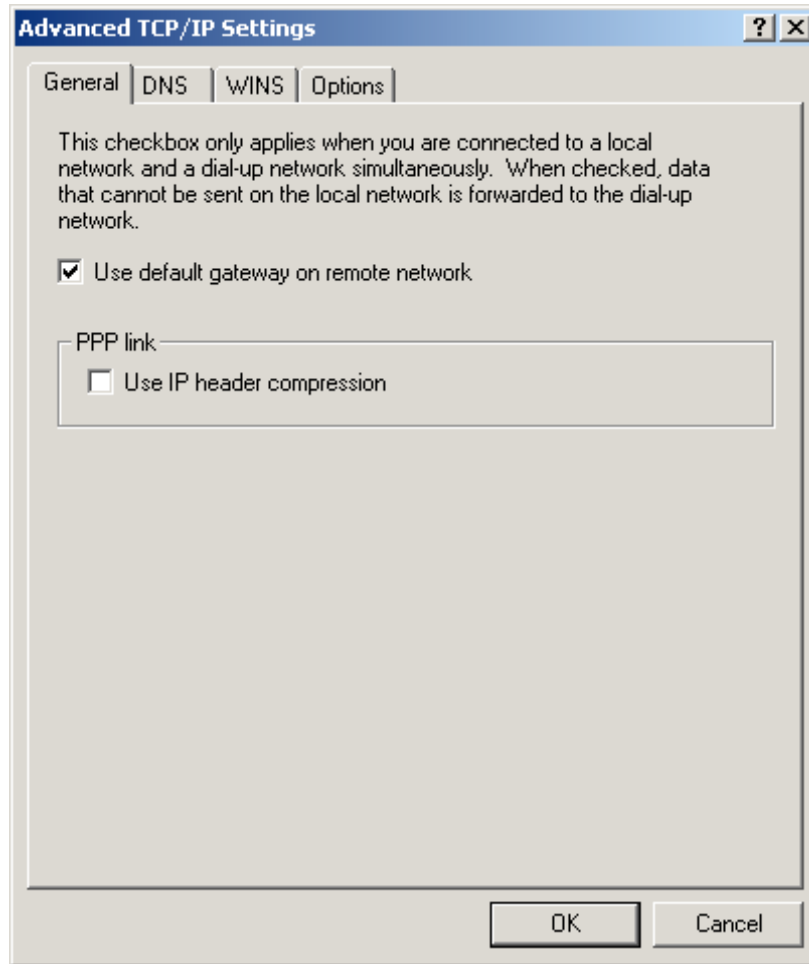 Advanced TCP/IP Settings
General DNS WINS Options
This checkbox only applies when you are connected to a local
network and a dial-up network simultaneously.  When checked, data
that cannot be sent on the local network is forwarded to the dial-up
network.
Use default gateway on remote network
PPP link
Use IP header compression
OK Cancel